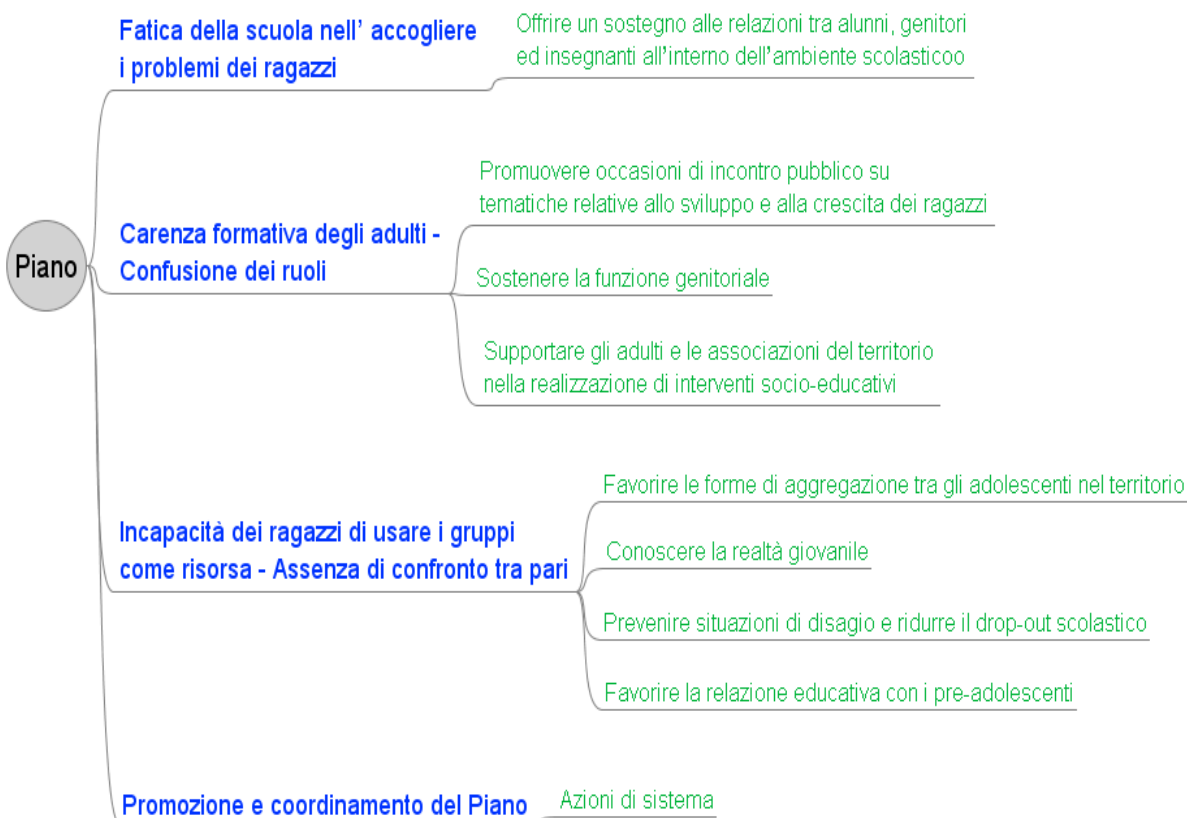 Piano
Fatica della scuola nell' accogliere
i problemi dei ragazzi
Offrire un sostegno alle relazioni tra alunni, genitori
ed insegnanti all'interno dell'ambiente scolasticoo
Carenza formativa degli adulti -
Confusione dei ruoli
Promuovere occasioni di incontro pubblico su
tematiche relative allo sviluppo e alla crescita dei ragazzi
Sostenere la funzione genitoriale
Supportare gli adulti e le associazioni del territorio
nella realizzazione di interventi socio-educativi
Incapacità dei ragazzi di usare i gruppi
come risorsa - Assenza di confronto tra pari
Favorire le forme di aggregazione tra gli adolescenti nel territorio
Conoscere la realtà giovanile
Prevenire situazioni di disagio e ridurre il drop-out scolastico
Favorire la relazione educativa con i pre-adolescenti
Promozione e coordinamento del Piano
Azioni di sistema